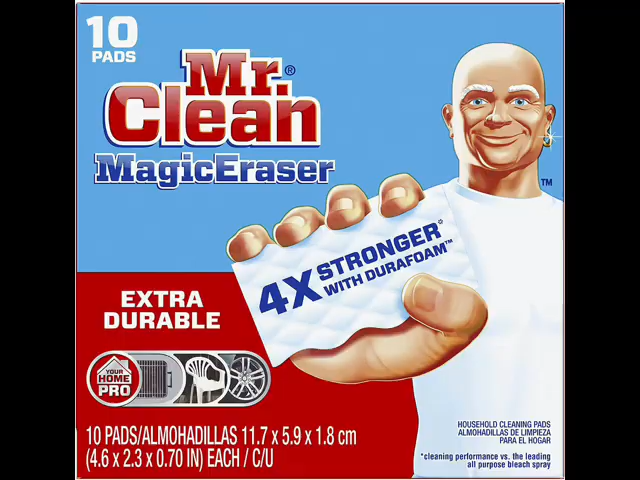 10
PADS
Mr.®
Clean
MagicEraser
TM
4X STRONGER*
WITH DURAFOAM™
EXTRA
DURABLE
YOUR
HOME
PRO
10 PADS/ALMOHADILLAS 11.7 x 5.9 x 1.8 cm
(4.6 x 2.3 x 0.70 IN) EACH / C/U
HOUSEHOLD CLEANING PADS
ALMOHADILLAS DE LIMPIEZA
PARA EL HOGAR
*cleaning performance vs. the leading
all purpose bleach spray